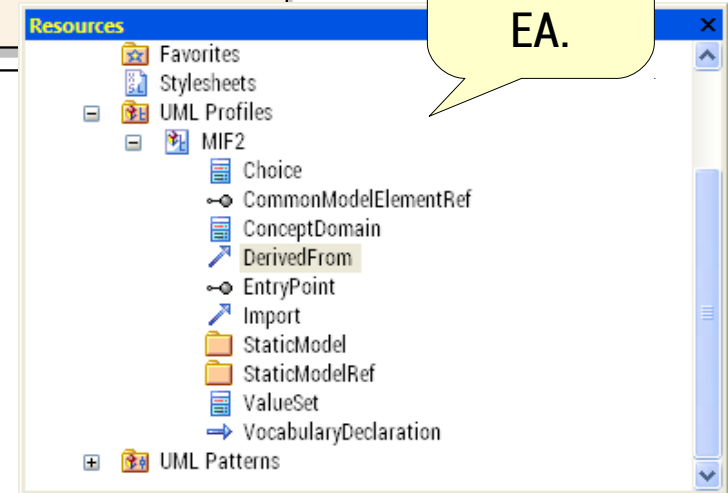 EA.
Resources
Favorites
Stylesheets
UML Profiles
MIF2
Choice
CommonModelElementRef
ConceptDomain
DerivedFrom
EntryPoint
Import
StaticModel
StaticModelRef
ValueSet
VocabularyDeclaration
UML Patterns